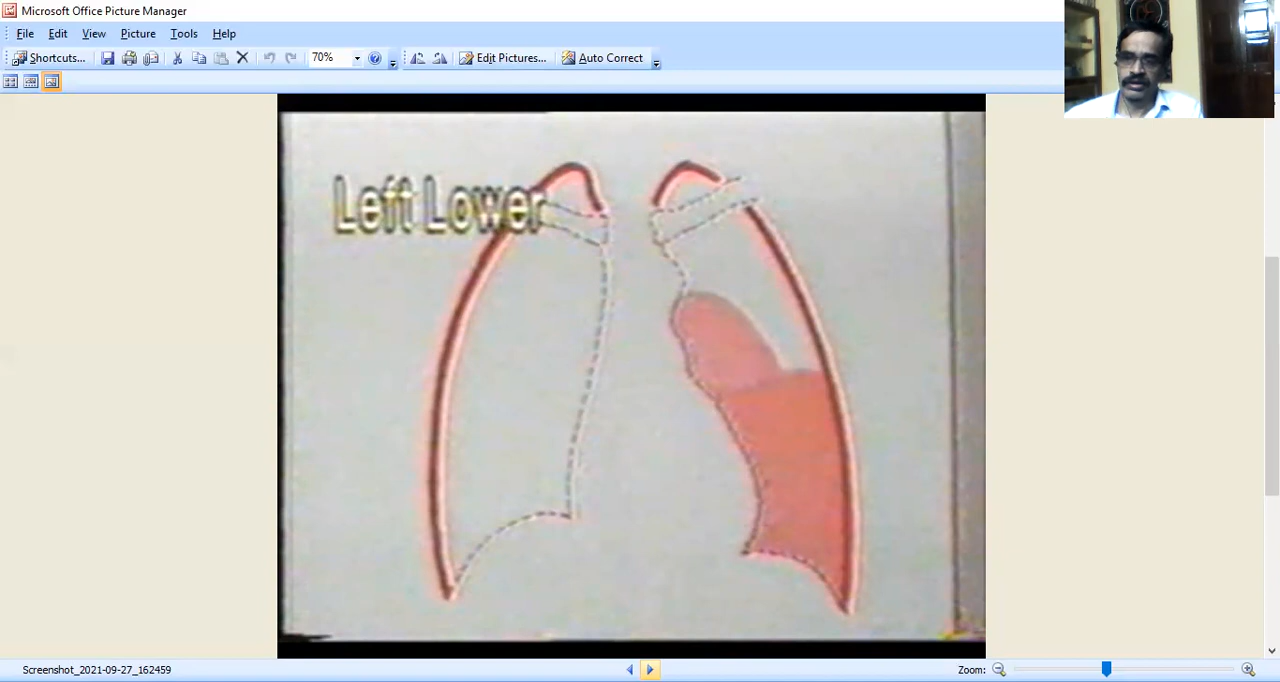 Microsoft Office Picture Manager
File Edit View Picture Tools Help
Shortcuts... 70% Edit Pictures... Auto Correct
Left Lower
Screenshot_2021-09-27_162459 Zoom: